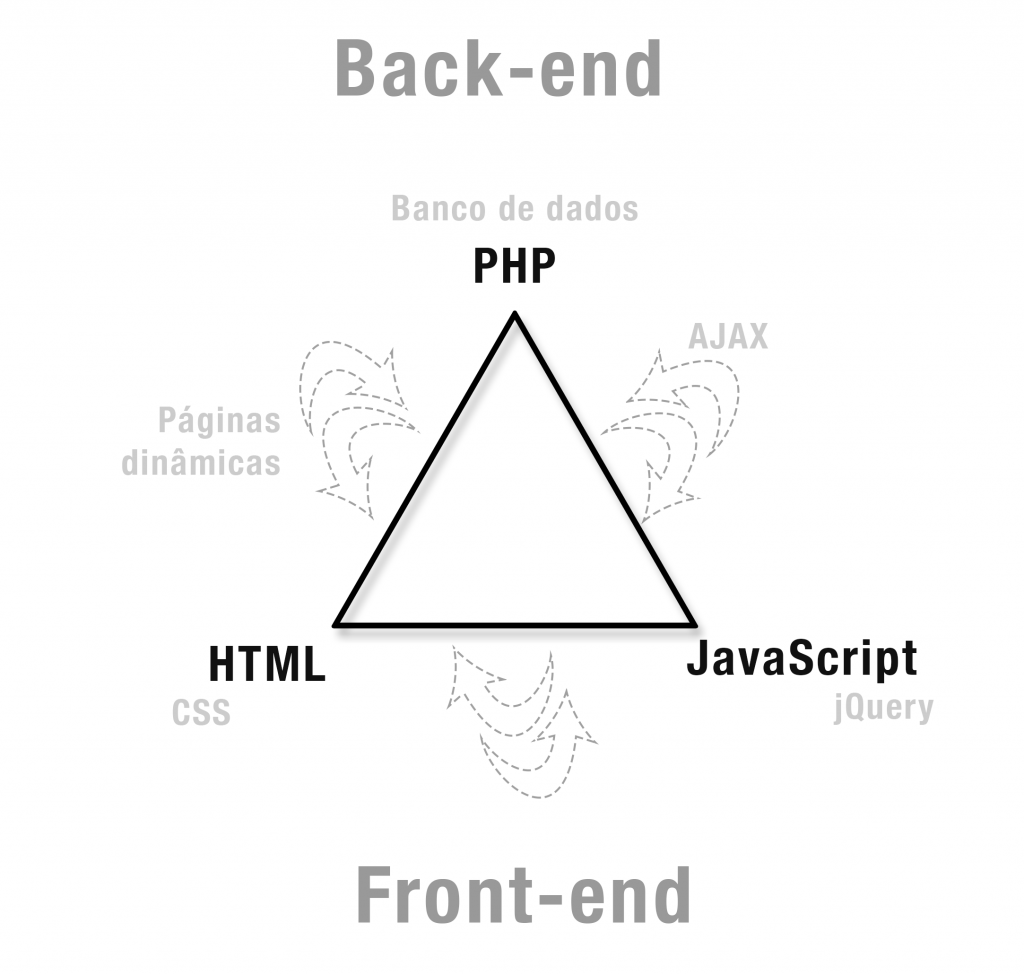 Back-end
Banco de dados
PHP
AJAX
Páginas
dinâmicas
HTML
JavaScript
CSS
jQuery
Front-end